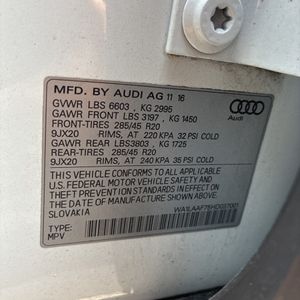 MFD. BY AUDI AG 11 16
GVWR LBS 6603 , KG 2995
GAWR FRONT LBS 3197 , KG 1450
FRONT-TIRES 285/45 R20
9JX20 RIMS, AT 220 KPA 32 PSI COLD
GAWR REAR LBS3803 , KG 1725
REAR-TIRES 285/45 R20
9JX20 RIMS, AT 240 KPA 35 PSI COLD
THIS VEHICLE CONFORMS TO ALL APPLICABLE
U.S. FEDERAL MOTOR VEHICLE SAFETY
STANDARDS IN EFFECT ON THE DATE
OF MANUFACTURE SHOWN ABOVE.
SLOVAKIA
TYPE:
MPV
Audi